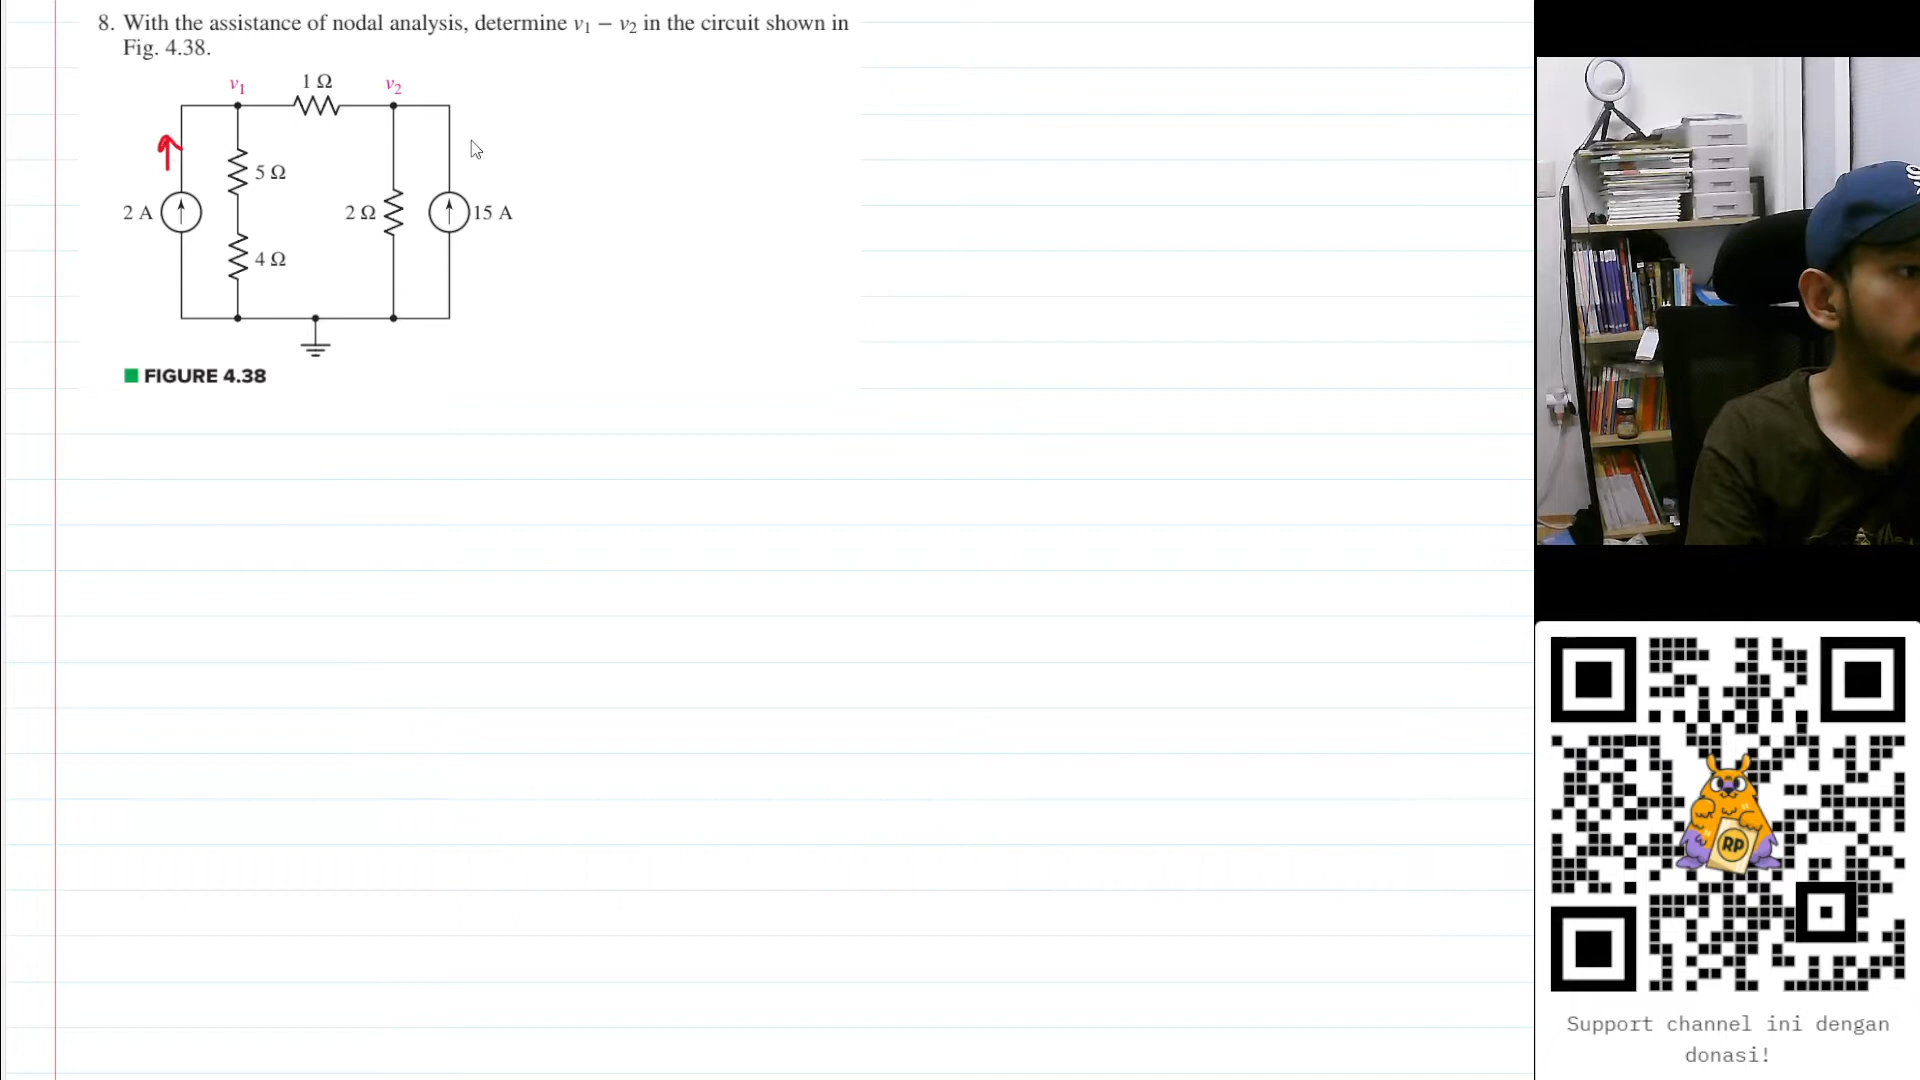 8. With the assistance of nodal analysis, determine v₁ − v₂ in the circuit shown in
Fig. 4.38.
v₁
1 Ω
v₂
5 Ω
2 A
2 Ω
15 A
4 Ω
FIGURE 4.38
RP
Support channel ini dengan
donasi!